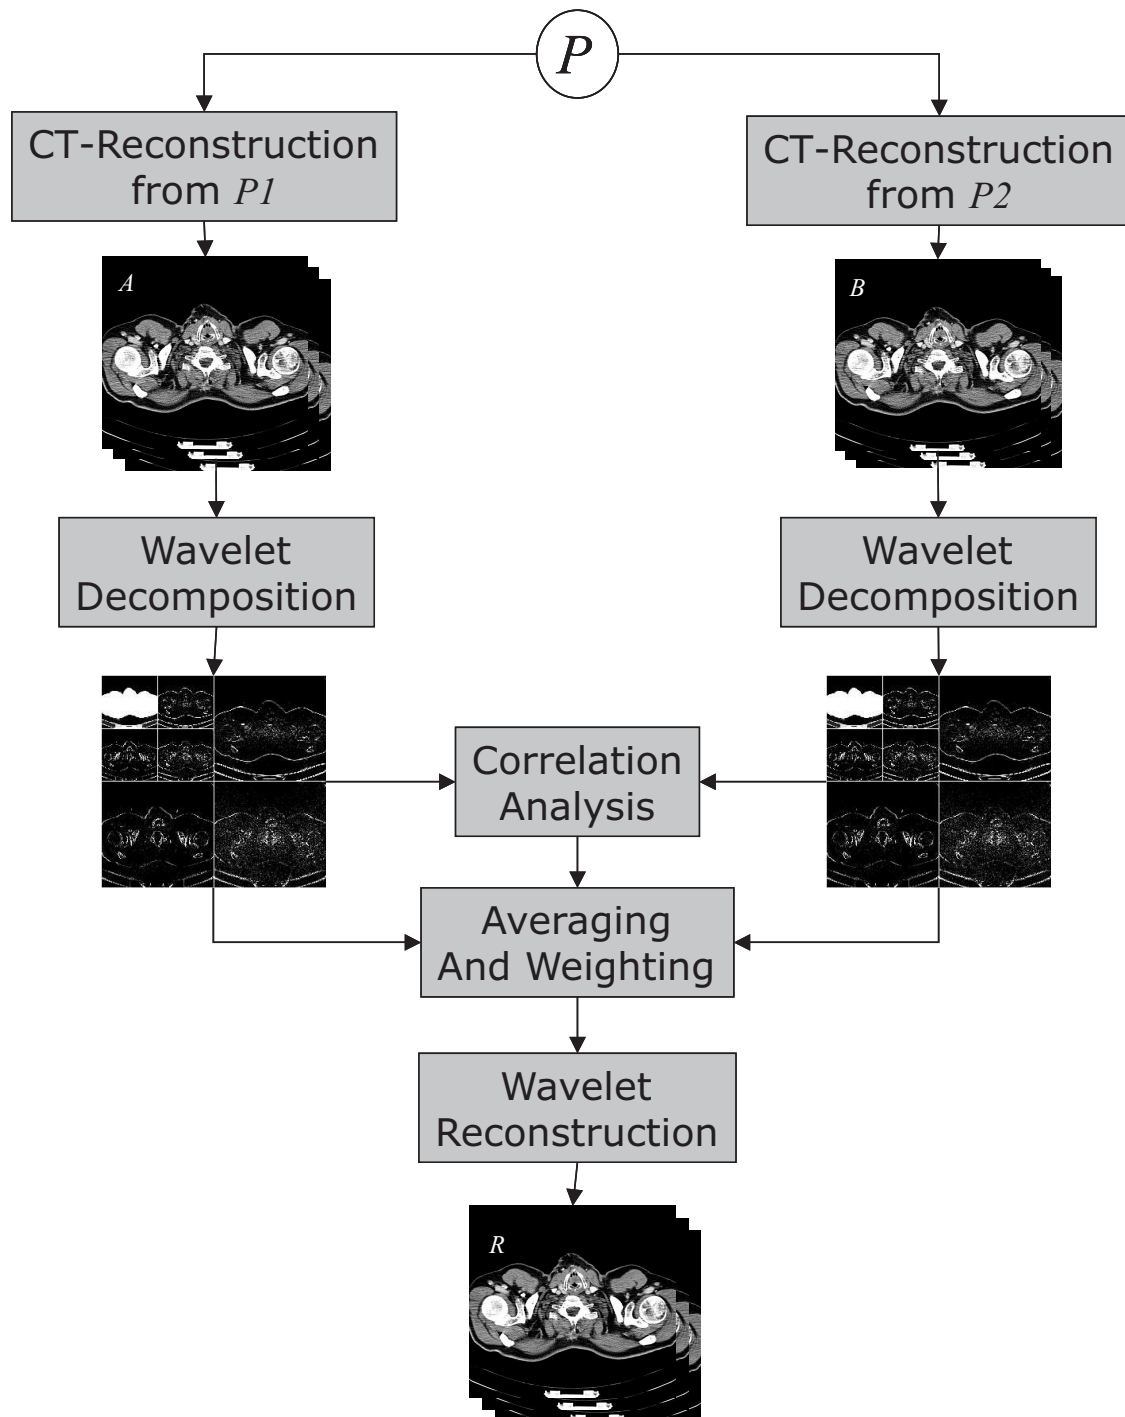 P
CT-Reconstruction
from P1
CT-Reconstruction
from P2
A
B
Wavelet
Decomposition
Wavelet
Decomposition
Correlation
Analysis
Averaging
And Weighting
Wavelet
Reconstruction
R